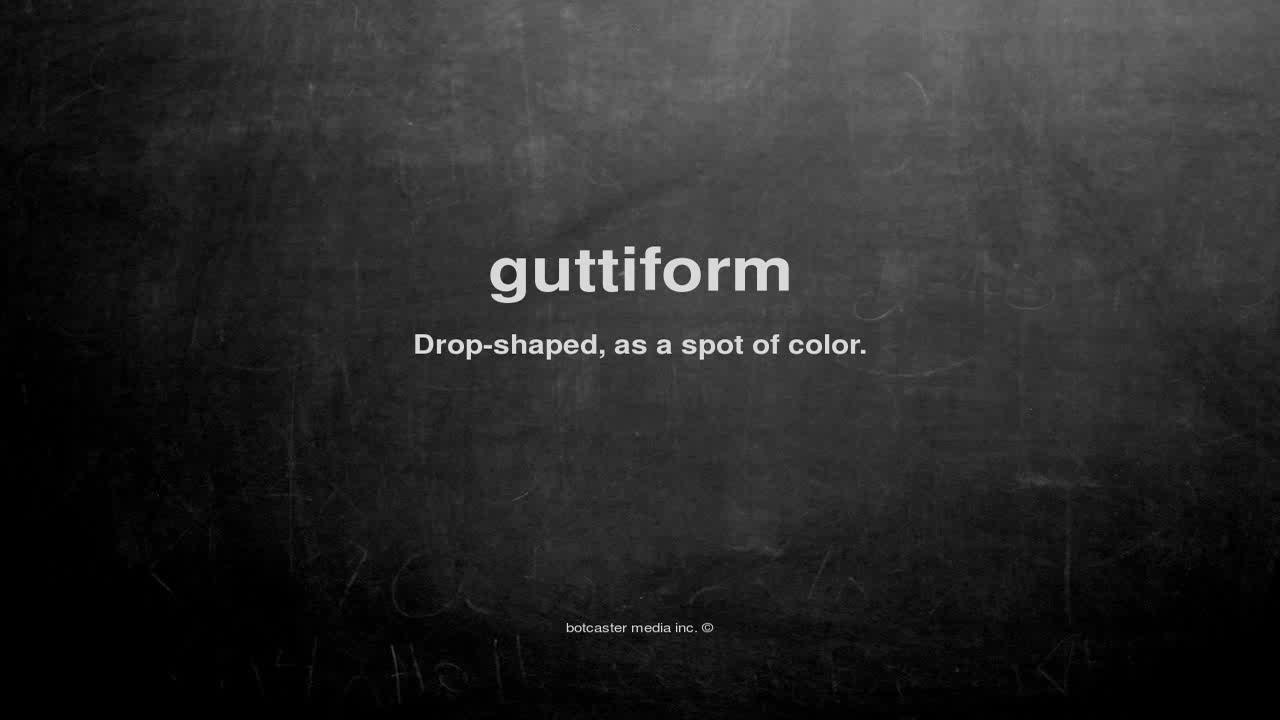 guttiform
Drop-shaped, as a spot of color.
botcaster media inc. ©